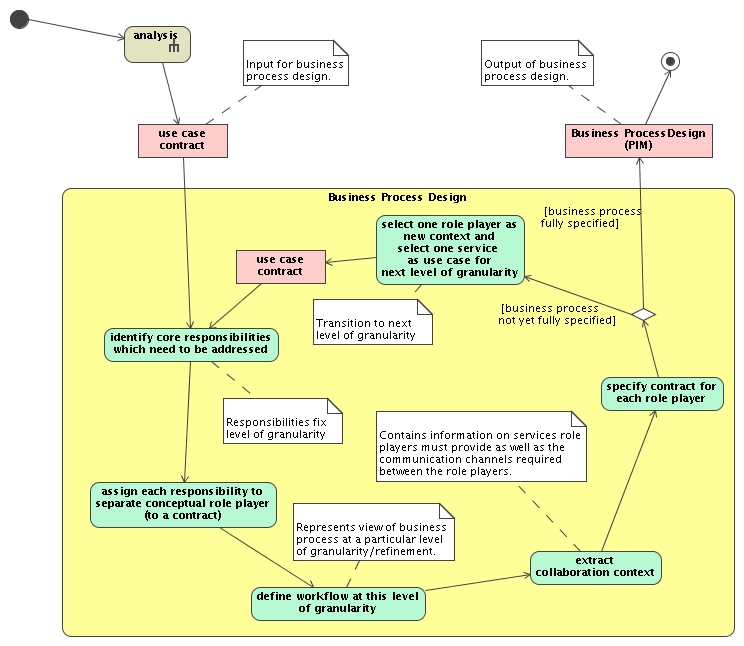 analysis
Input for business
process design.
Output of business
process design.
use case
contract
Business ProcessDesign
(PIM)
Business Process Design
select one role player as
new context and
select one service
as use case for
next level of granularity
[business process
fully specified]
use case
contract
Transition to next
level of granularity
[business process
not yet fully specified]
identify core responsibilities
which need to be addressed
specify contract for
each role player
Responsibilities fix
level of granularity
Contains information on services role
players must provide as well as the
communication channels required
between the role players.
assign each responsibility to
separate conceptual role player
(to a contract)
Represents view of business
process at a particular level
of granularity/refinement.
extract
collaboration context
define workflow at this level
of granularity